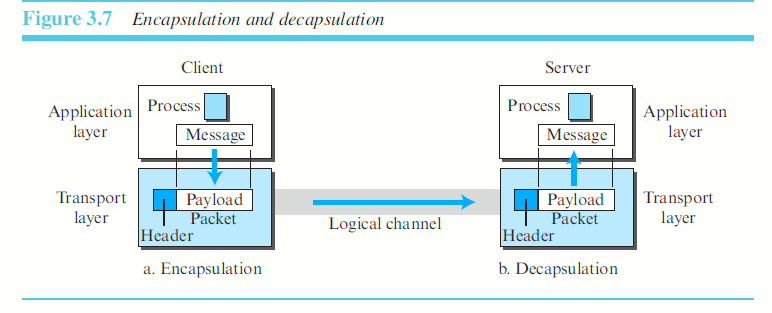 Figure 3.7 Encapsulation and decapsulation
Client
Server
Application
layer
Process
Message
Process
Message
Application
layer
Transport
layer
Payload
Packet
Header
Logical channel
Payload
Packet
Header
Transport
layer
a. Encapsulation
b. Decapsulation